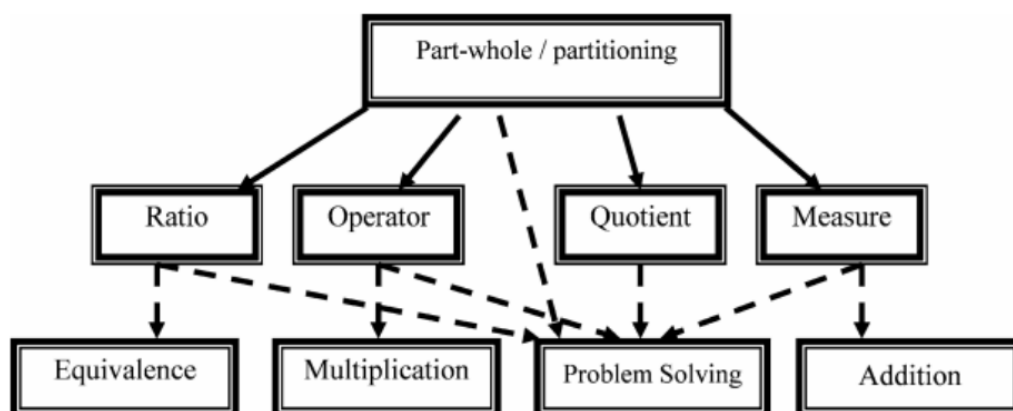 Part-whole / partitioning
Ratio
Operator
Quotient
Measure
Equivalence
Multiplication
Problem Solving
Addition